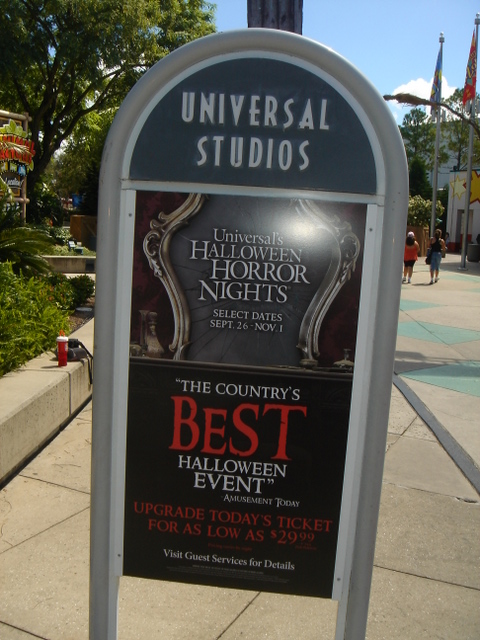 UNIVERSAL
STUDIOS
Universal's
HALLOWEEN
HORROR
NIGHTS
SELECT DATES
SEPT. 26 - NOV. 1
"THE COUNTRY'S
BEST
HALLOWEEN
EVENT"
- AMUSEMENT TODAY
UPGRADE TODAY'S TICKET
FOR AS LOW AS $29.99
Visit Guest Services for Details